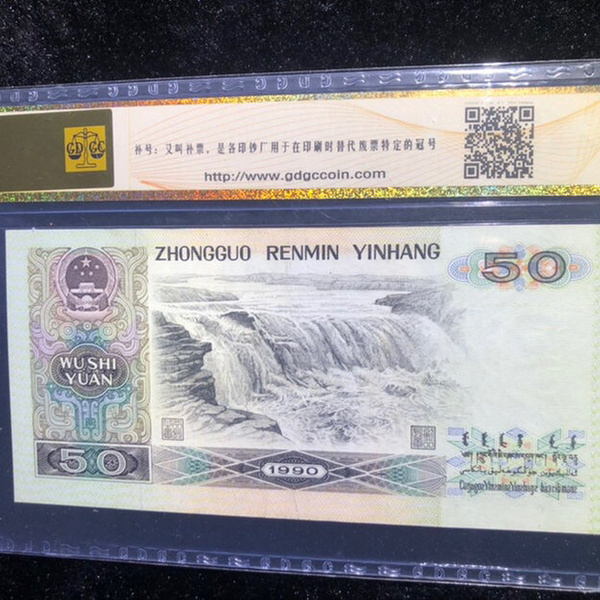 GD GC
补号：又叫补票，是各印钞厂用于在印刷时替代废票特定的冠号
http://www.gdgccoin.com
ZHONGGUO RENMIN YINHANG
50
WU SHI
YUAN
50
1990